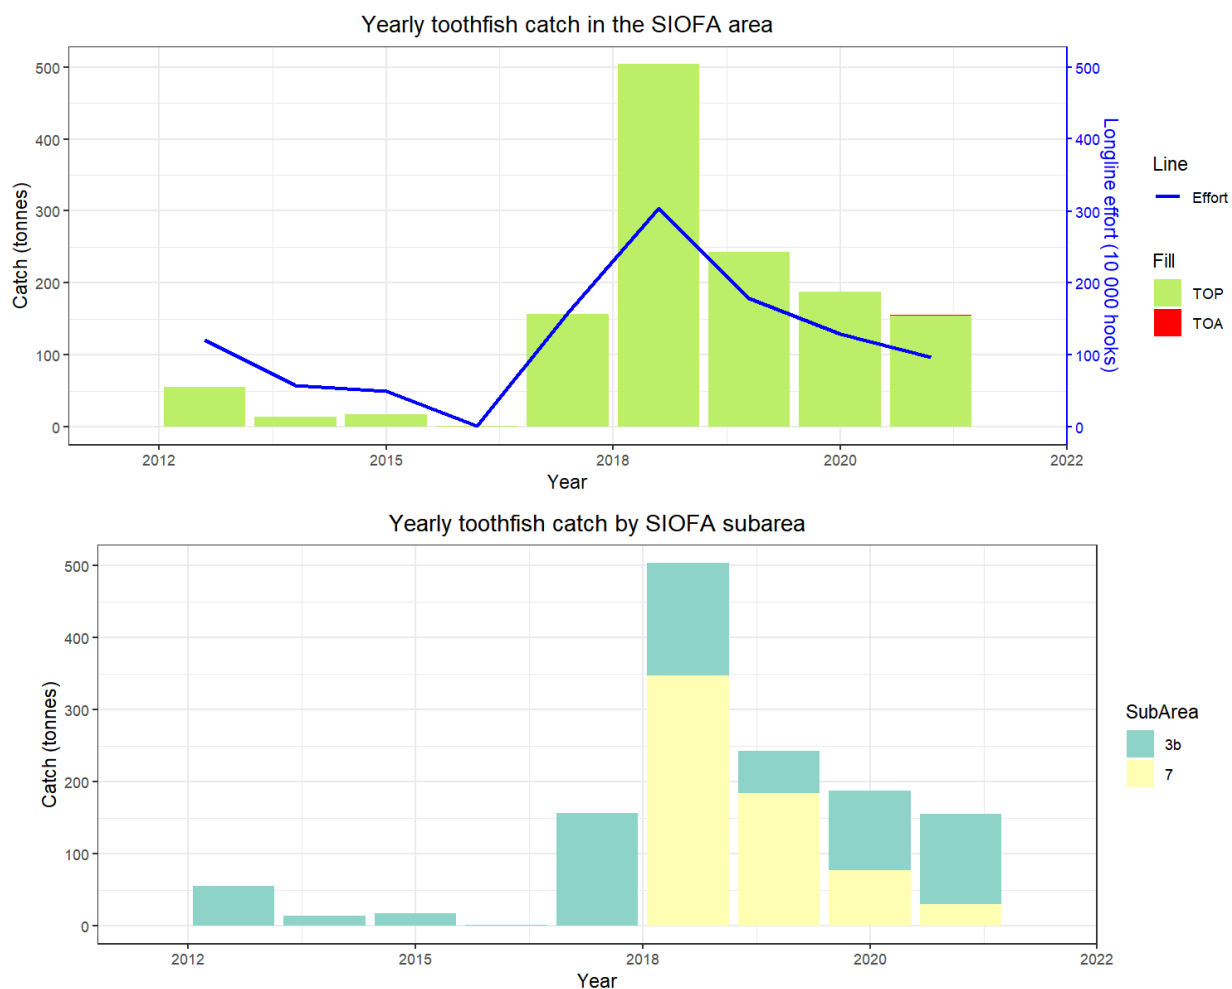 Yearly toothfish catch in the SIOFA area
500
400
300
200
100
0
Catch (tonnes)
500
400
300
200
100
0
Longline effort (10 000 hooks)
2012
2015
2018
2020
2022
Year
Line
Effort
Fill
TOP
TOA
Yearly toothfish catch by SIOFA subarea
500
400
300
200
100
0
Catch (tonnes)
2012
2015
2018
2020
2022
Year
SubArea
3b
7